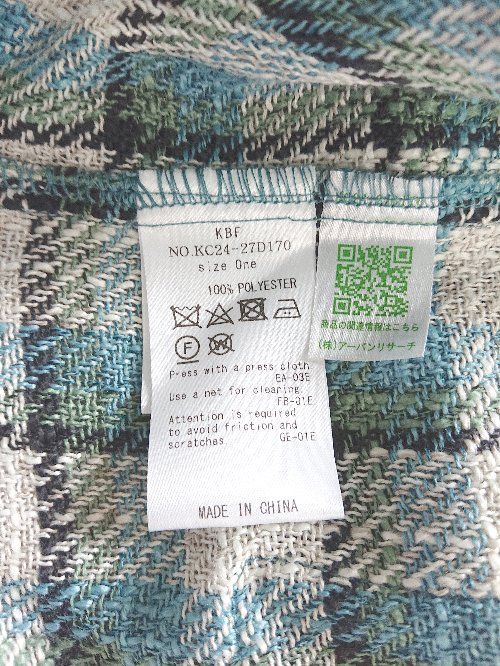 KBF
NO.KC24-27D170
size One
100% POLYESTER
F
W
Press with a press cloth.
EA-03E
Use a net for clearing.
FB-01E
Attention is required
to avoid friction and
scratches.
GE-01E
MADE IN CHINA
商品の関連情報はこちら
(株)アーバンリサーチ